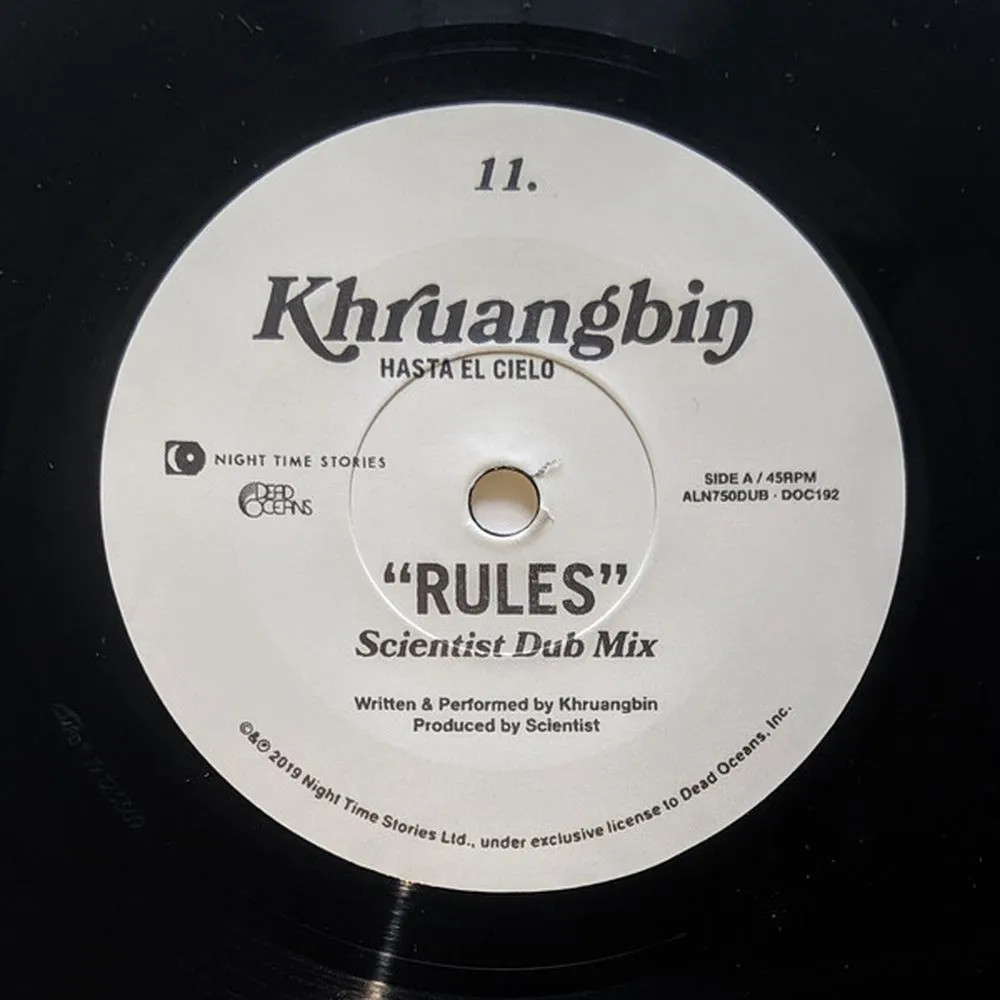 11.
Khruangbin
HASTA EL CIELO
NIGHT TIME STORIES
DEAD
OCEANS
SIDE A / 45RPM
ALN750DUB · DOC192
“RULES”
Scientist Dub Mix
Written & Performed by Khruangbin
Produced by Scientist
©&℗ 2019 Night Time Stories Ltd., under exclusive license to Dead Oceans, Inc.